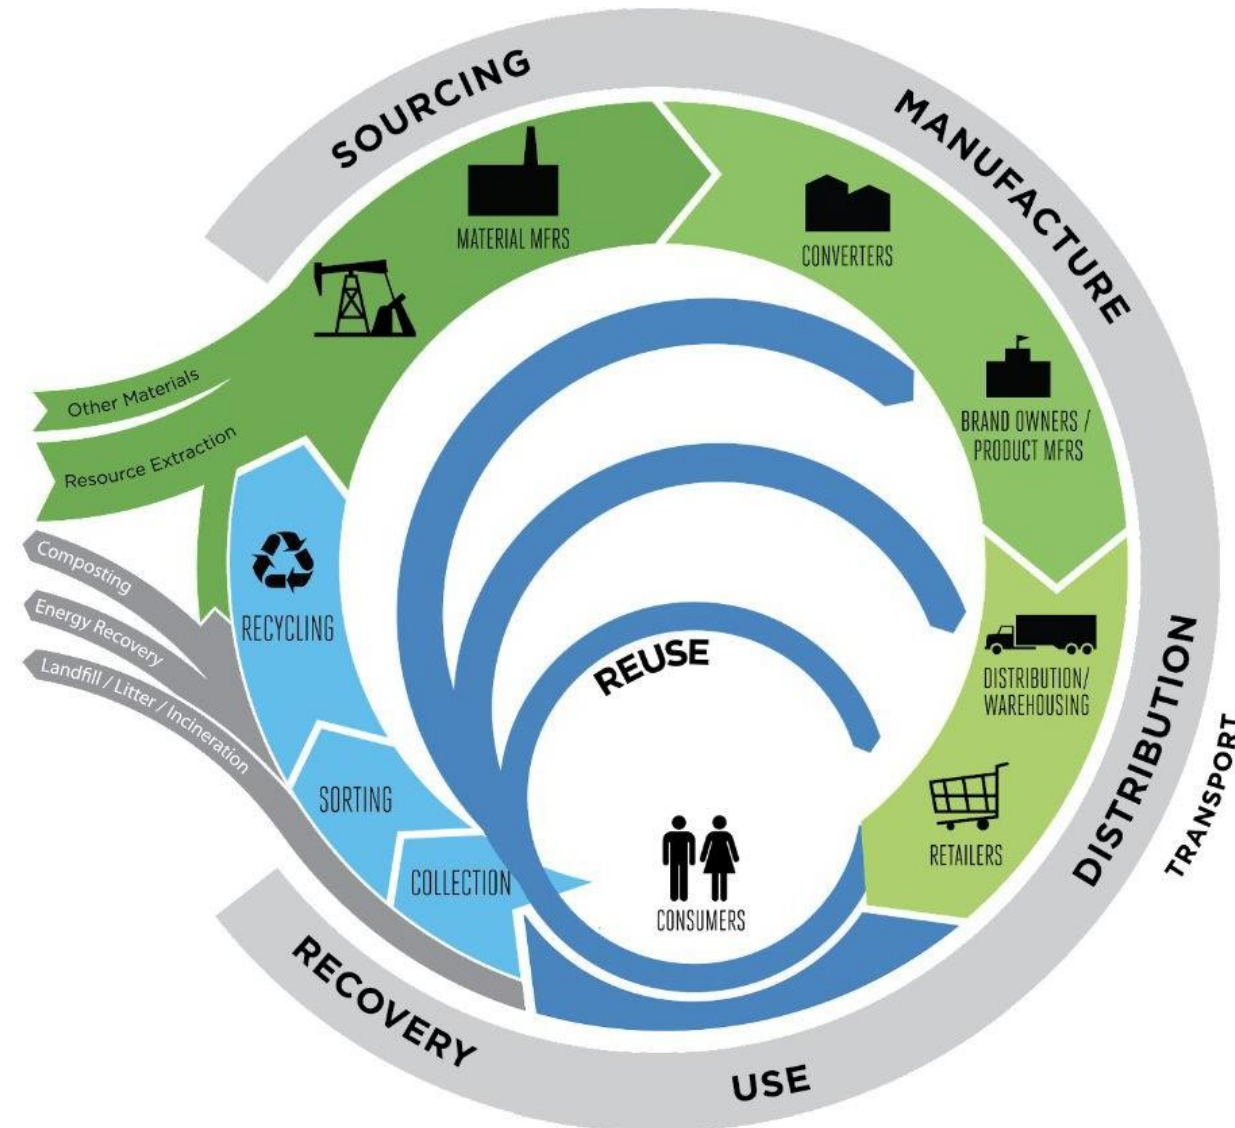 SOURCING
MANUFACTURE
MATERIAL MFRS
CONVERTERS
Other Materials
Resource Extraction
BRAND OWNERS /
PRODUCT MFRS
Composting
Energy Recovery
Landfill / Litter / Incineration
RECYCLING
REUSE
DISTRIBUTION/
WAREHOUSING
DISTRIBUTION
TRANSPORT
SORTING
COLLECTION
CONSUMERS
RETAILERS
RECOVERY
USE